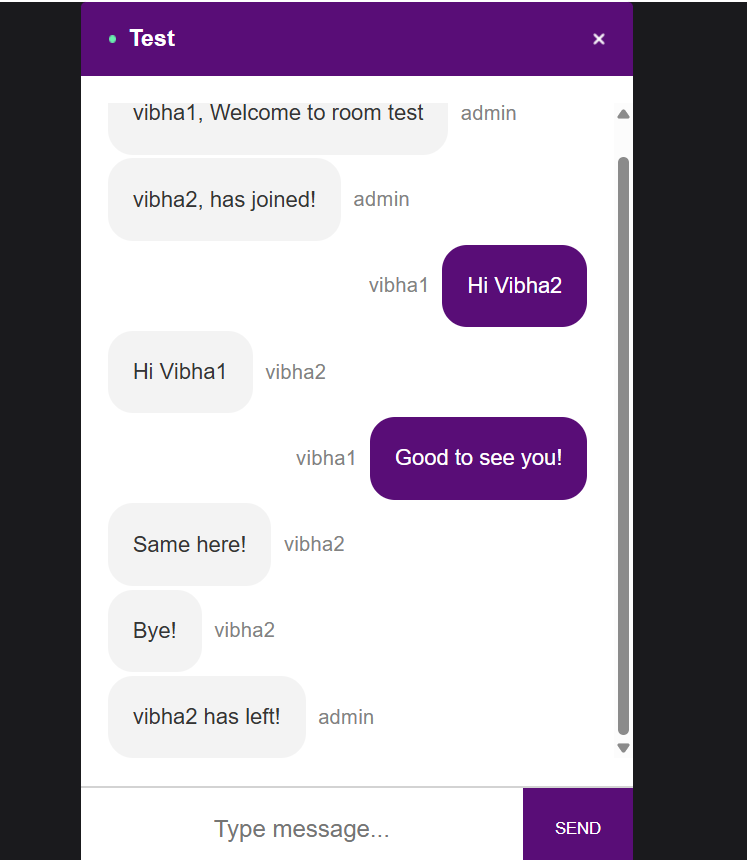 Test
×
vibha1, Welcome to room test admin
vibha2, has joined! admin
vibha1 Hi Vibha2
Hi Vibha1 vibha2
vibha1 Good to see you!
Same here! vibha2
Bye! vibha2
vibha2 has left! admin
Type message... SEND